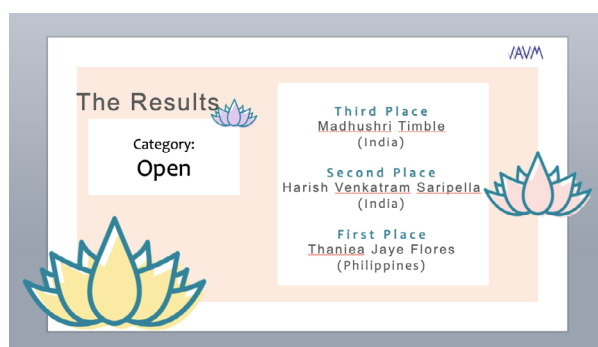 VAVM
The Results
Category:
Open
Third Place
Madhushri Timble
(India)
Second Place
Harish Venkatram Saripella
(India)
First Place
Thaniea Jaye Flores
(Philippines)